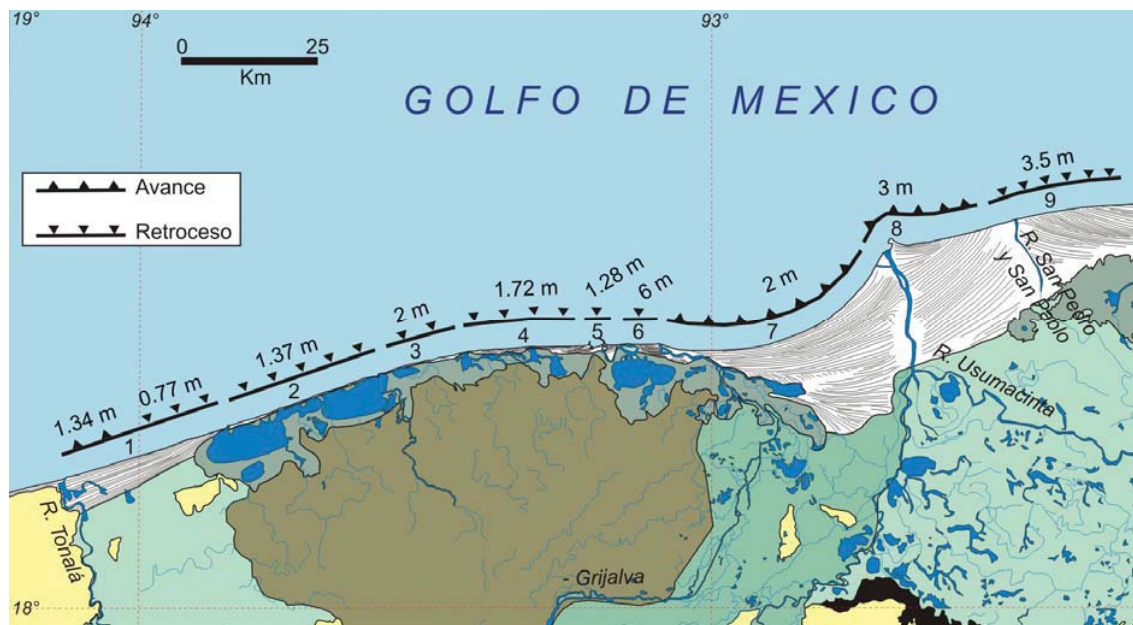 19°
94°
93°
0 25
Km
GOLFO DE MEXICO
Avance
Retroceso
1.34 m
0.77 m
1.37 m
2 m
1.72 m
1.28 m
6 m
2 m
3 m
3.5 m
1
2
3
4
5
6
7
8
9
R. San Pedro
y San Pablo
R. Usumacinta
R. Tonalá
- Grijalva
18°